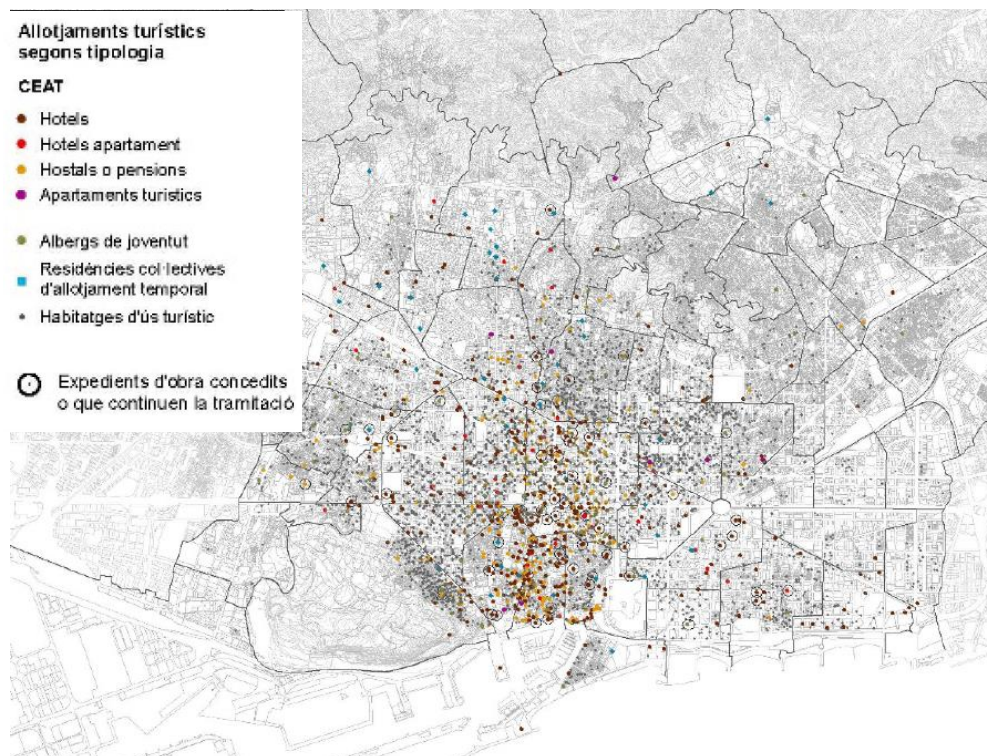 Allotjaments turístics
segons tipologia
CEAT
Hotels
Hotels apartament
Hostals o pensions
Apartaments turístics
Albergs de joventut
Residències col·lectives
d'allotjament temporal
Habitatges d'ús turístic
Expedients d'obra concedits
o que continuen la tramitació